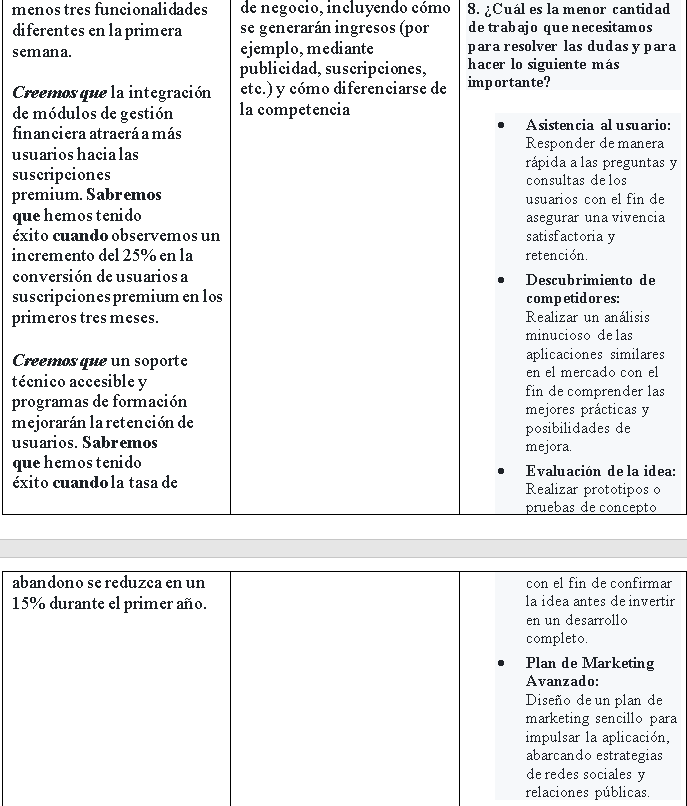 menos tres funcionalidades
diferentes en la primera
semana.
Creemos que la integración
de módulos de gestión
financiera atraerá a más
usuarios hacia las
suscripciones
premium. Sabremos
que hemos tenido
éxito cuando observemos un
incremento del 25% en la
conversión de usuarios a
suscripciones premium en los
primeros tres meses.
Creemos que un soporte
técnico accesible y
programas de formación
mejorarán la retención de
usuarios. Sabremos
que hemos tenido
éxito cuando la tasa de
abandono se reduzca en un
15% durante el primer año.
de negocio, incluyendo cómo
se generarán ingresos (por
ejemplo, mediante
publicidad, suscripciones,
etc.) y cómo diferenciarse de
la competencia
8. ¿Cuál es la menor cantidad
de trabajo que necesitamos
para resolver las dudas y para
hacer lo siguiente más
importante?
• Asistencia al usuario:
Responder de manera
rápida a las preguntas y
consultas de los
usuarios con el fin de
asegurar una vivencia
satisfactoria y
retención.
• Descubrimiento de
competidores:
Realizar un análisis
minucioso de las
aplicaciones similares
en el mercado con el
fin de comprender las
mejores prácticas y
posibilidades de
mejora.
• Evaluación de la idea:
Realizar prototipos o
pruebas de concepto
con el fin de confirmar
la idea antes de invertir
en un desarrollo
completo.
• Plan de Marketing
Avanzado:
Diseño de un plan de
marketing sencillo para
impulsar la aplicación,
abarcando estrategias
de redes sociales y
relaciones públicas.